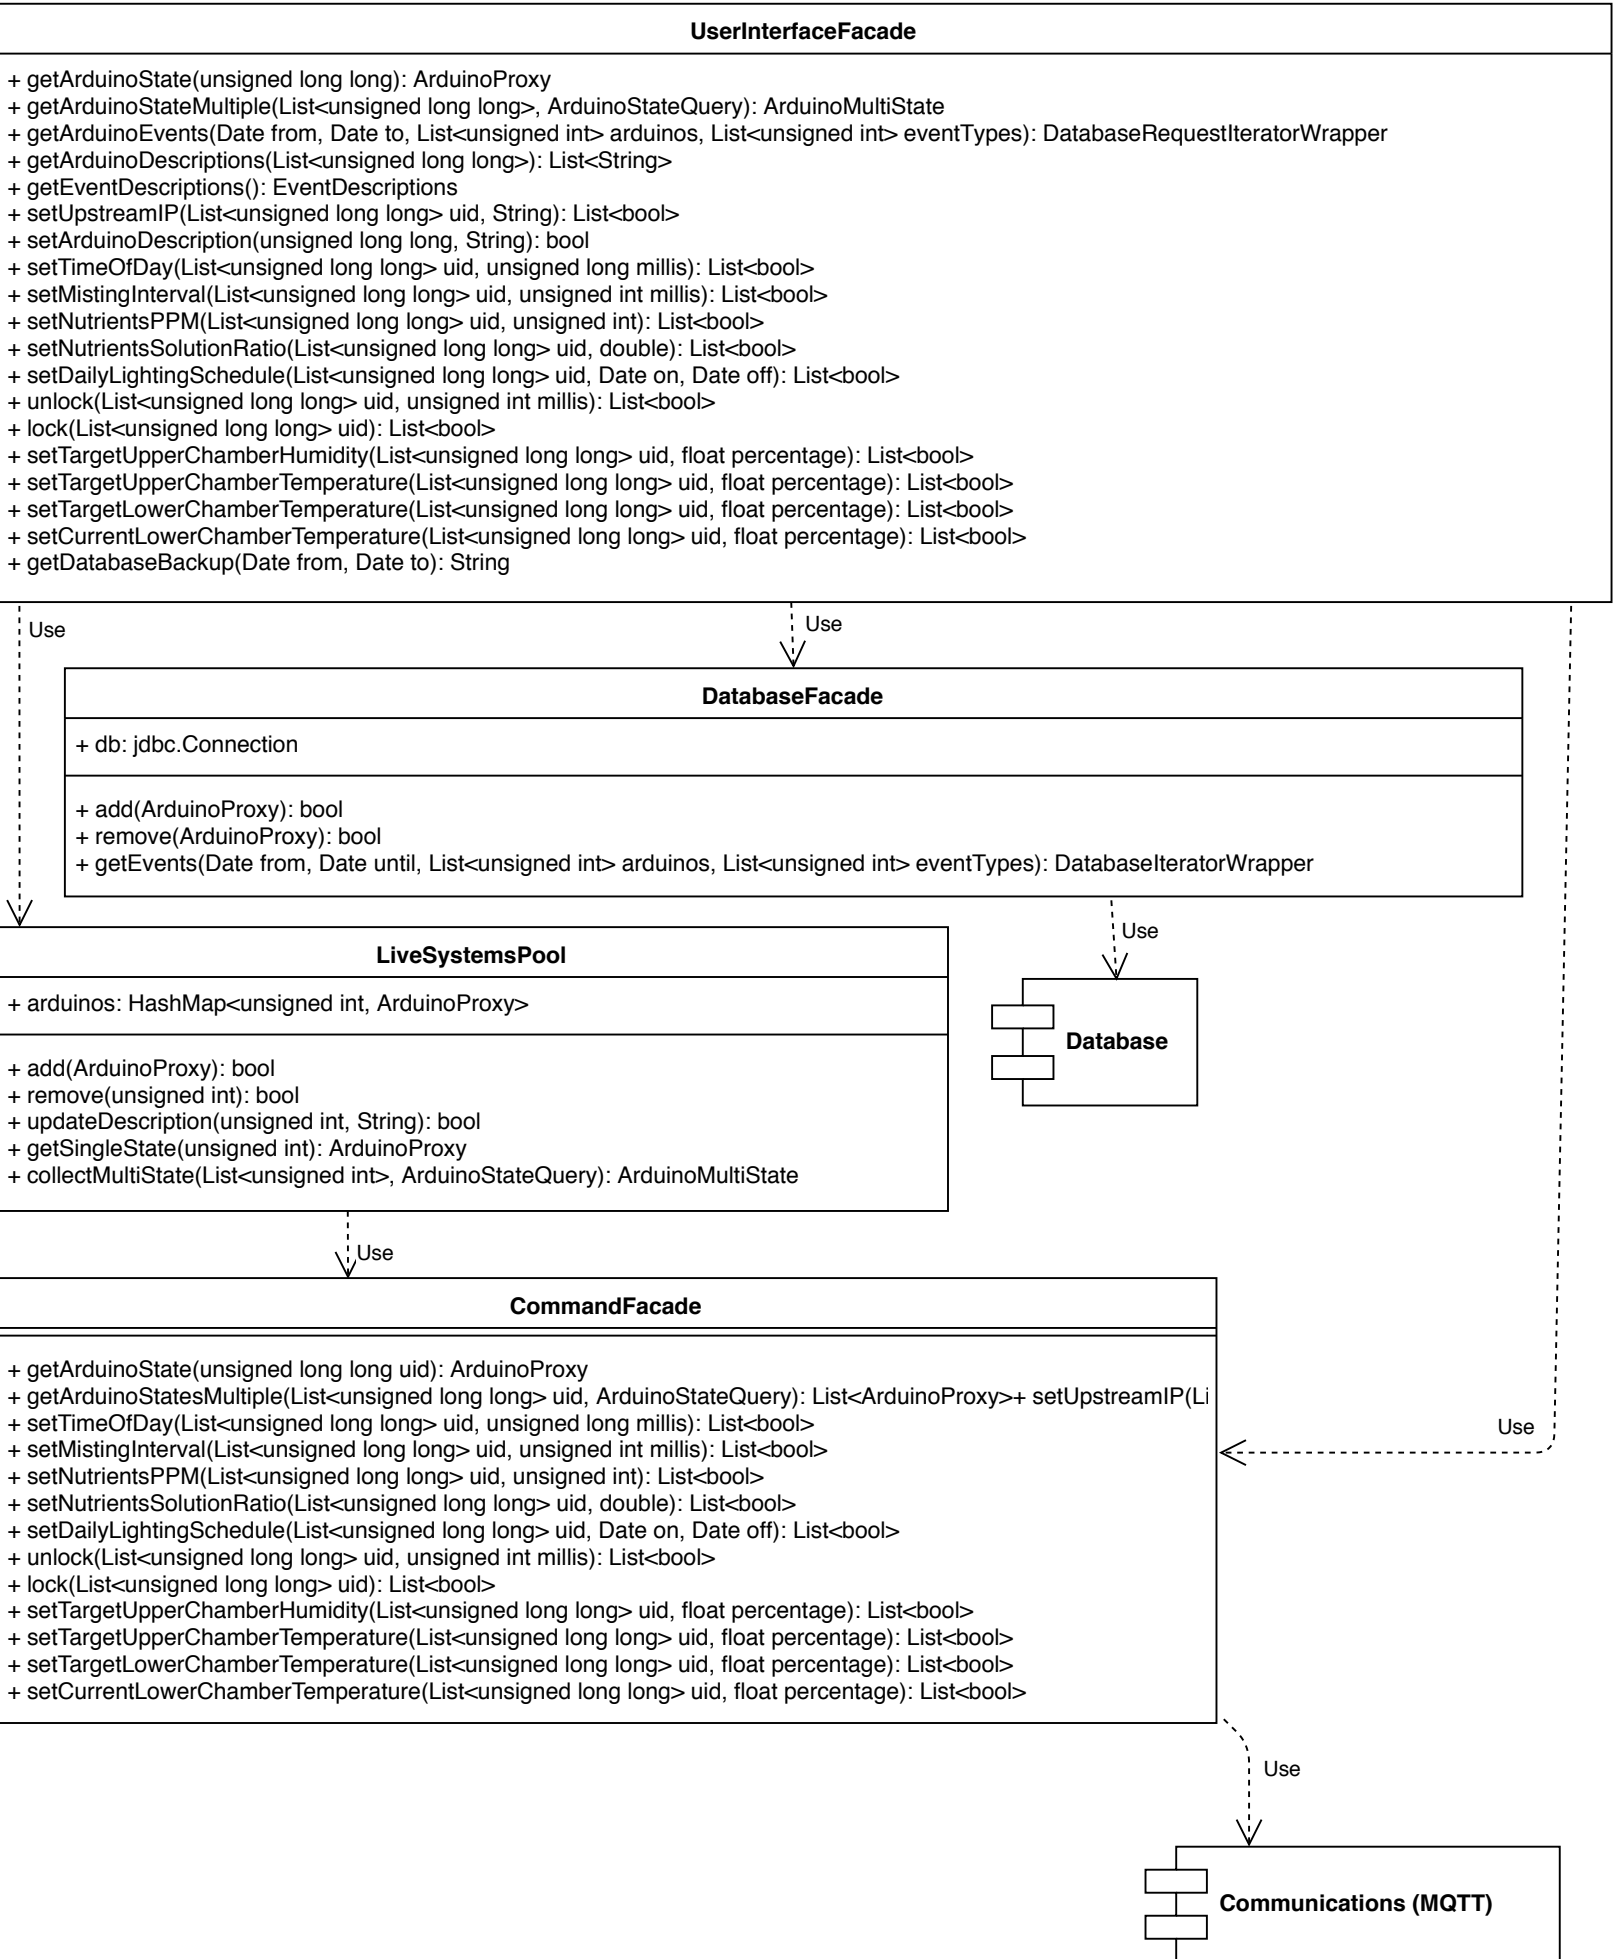 UserInterfaceFacade
+ getArduinoState(unsigned long long): ArduinoProxy
+ getArduinoStateMultiple(List<unsigned long long>, ArduinoStateQuery): ArduinoMultiState
+ getArduinoEvents(Date from, Date to, List<unsigned int> arduinos, List<unsigned int> eventTypes): DatabaseRequestIteratorWrapper
+ getArduinoDescriptions(List<unsigned long long>): List<String>
+ getEventDescriptions(): EventDescriptions
+ setUpstreamIP(List<unsigned long long> uid, String): List<bool>
+ setArduinoDescription(unsigned long long, String): bool
+ setTimeOfDay(List<unsigned long long> uid, unsigned long millis): List<bool>
+ setMistingInterval(List<unsigned long long> uid, unsigned int millis): List<bool>
+ setNutrientsPPM(List<unsigned long long> uid, unsigned int): List<bool>
+ setNutrientsSolutionRatio(List<unsigned long long> uid, double): List<bool>
+ setDailyLightingSchedule(List<unsigned long long> uid, Date on, Date off): List<bool>
+ unlock(List<unsigned long long> uid, unsigned int millis): List<bool>
+ lock(List<unsigned long long> uid): List<bool>
+ setTargetUpperChamberHumidity(List<unsigned long long> uid, float percentage): List<bool>
+ setTargetUpperChamberTemperature(List<unsigned long long> uid, float percentage): List<bool>
+ setTargetLowerChamberTemperature(List<unsigned long long> uid, float percentage): List<bool>
+ setCurrentLowerChamberTemperature(List<unsigned long long> uid, float percentage): List<bool>
+ getDatabaseBackup(Date from, Date to): String
Use
Use
DatabaseFacade
+ db: jdbc.Connection
+ add(ArduinoProxy): bool
+ remove(ArduinoProxy): bool
+ getEvents(Date from, Date until, List<unsigned int> arduinos, List<unsigned int> eventTypes): DatabaseIteratorWrapper
Use
LiveSystemsPool
+ arduinos: HashMap<unsigned int, ArduinoProxy>
Database
+ add(ArduinoProxy): bool
+ remove(unsigned int): bool
+ updateDescription(unsigned int, String): bool
+ getSingleState(unsigned int): ArduinoProxy
+ collectMultiState(List<unsigned int>, ArduinoStateQuery): ArduinoMultiState
Use
CommandFacade
+ getArduinoState(unsigned long long uid): ArduinoProxy
+ getArduinoStatesMultiple(List<unsigned long long> uid, ArduinoStateQuery): List<ArduinoProxy>+ setUpstreamIP(Li
+ setTimeOfDay(List<unsigned long long> uid, unsigned long millis): List<bool>
+ setMistingInterval(List<unsigned long long> uid, unsigned int millis): List<bool>
+ setNutrientsPPM(List<unsigned long long> uid, unsigned int): List<bool>
+ setNutrientsSolutionRatio(List<unsigned long long> uid, double): List<bool>
+ setDailyLightingSchedule(List<unsigned long long> uid, Date on, Date off): List<bool>
+ unlock(List<unsigned long long> uid, unsigned int millis): List<bool>
+ lock(List<unsigned long long> uid): List<bool>
+ setTargetUpperChamberHumidity(List<unsigned long long> uid, float percentage): List<bool>
+ setTargetUpperChamberTemperature(List<unsigned long long> uid, float percentage): List<bool>
+ setTargetLowerChamberTemperature(List<unsigned long long> uid, float percentage): List<bool>
+ setCurrentLowerChamberTemperature(List<unsigned long long> uid, float percentage): List<bool>
Use
Use
Communications (MQTT)